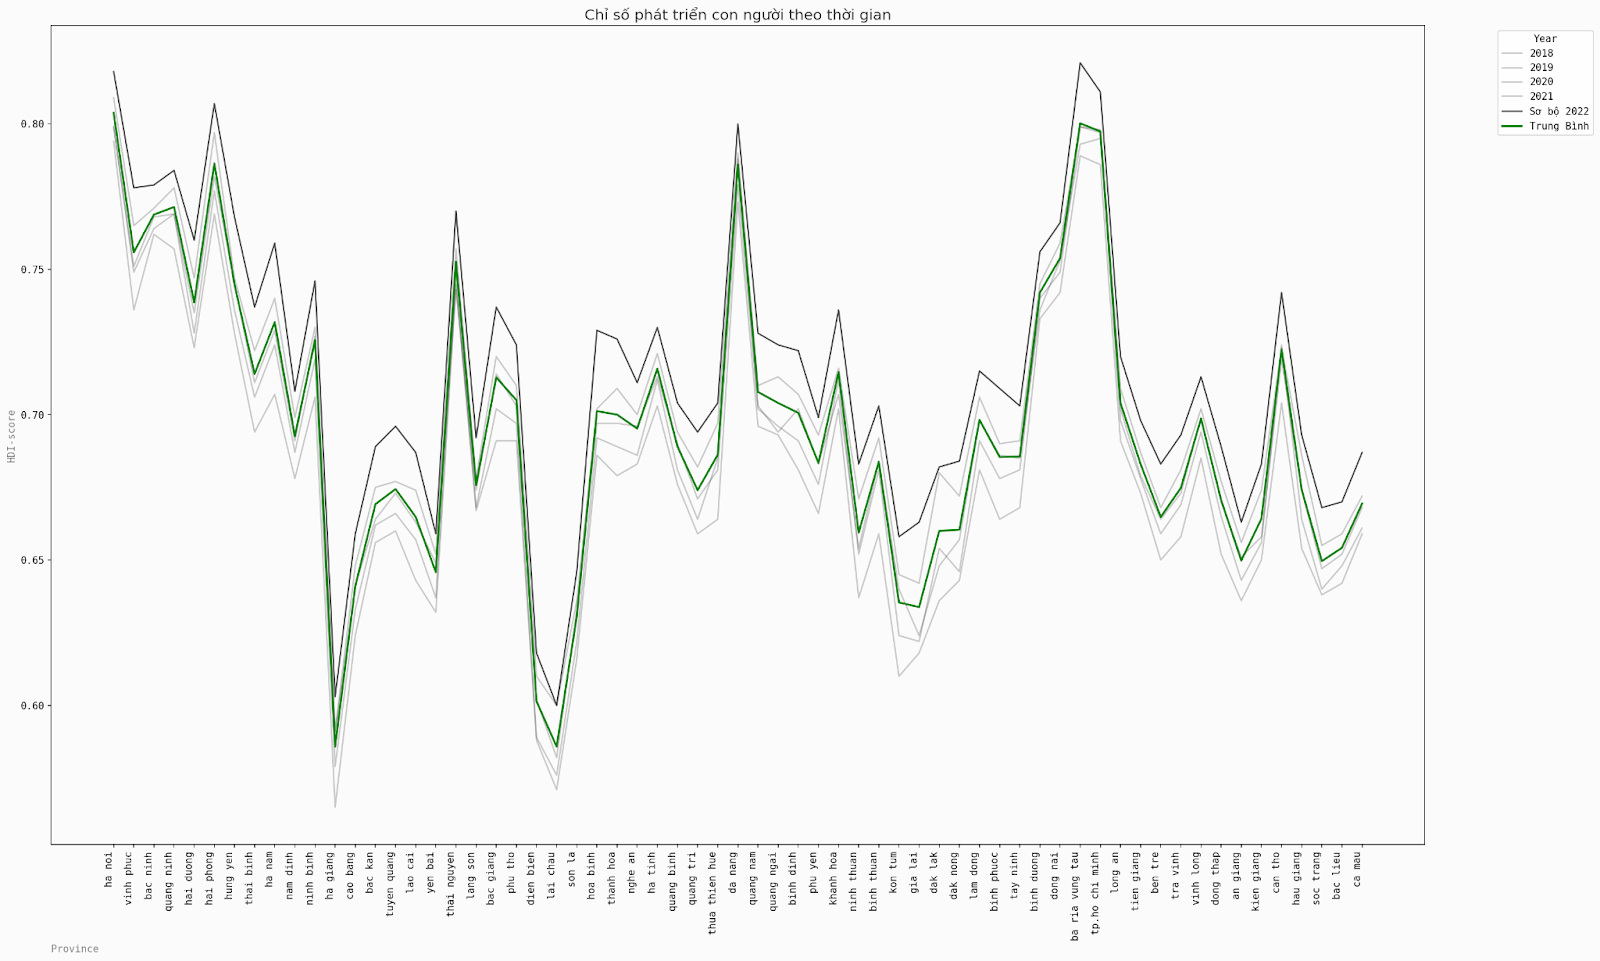 Chỉ số phát triển con người theo thời gian
Year
2018
2019
2020
2021
Sơ bộ 2022
Trung Bình
HDI-score
0.80
0.75
0.70
0.65
0.60
ha noi
vinh phuc
bac ninh
quang ninh
hai duong
hai phong
hung yen
thai binh
ha nam
nam dinh
ninh binh
ha giang
cao bang
bac kan
tuyen quang
lao cai
yen bai
thai nguyen
lang son
bac giang
phu tho
dien bien
lai chau
son la
hoa binh
thanh hoa
nghe an
ha tinh
quang binh
quang tri
thua thien hue
da nang
quang nam
quang ngai
binh dinh
phu yen
khanh hoa
ninh thuan
binh thuan
kon tum
gia lai
dak lak
dak nong
lam dong
binh phuoc
tay ninh
binh duong
dong nai
ba ria vung tau
tp.ho chi minh
long an
tien giang
ben tre
tra vinh
vinh long
dong thap
an giang
kien giang
can tho
hau giang
soc trang
bac lieu
ca mau
Province